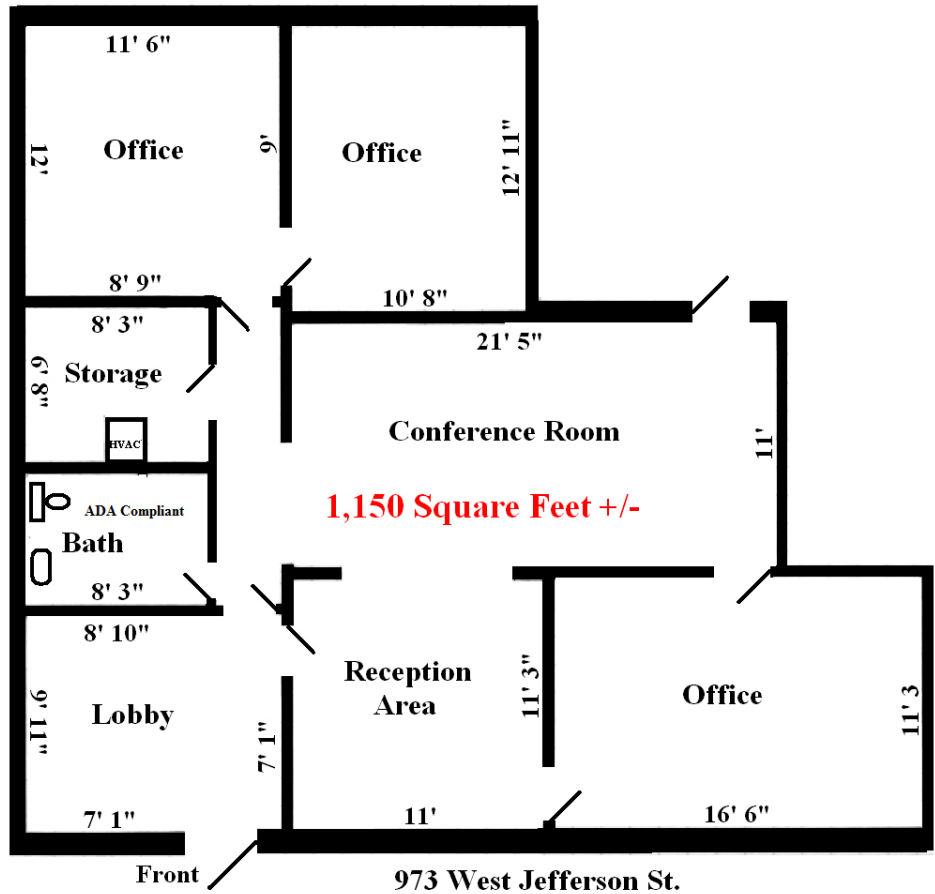 11' 6"
Office
12'
9'
Office
12' 11"
8' 9"
10' 8"
8' 3"
21' 5"
6' 8"
Storage
HVAC
Conference Room
11'
1,150 Square Feet +/-
ADA Compliant
Bath
8' 3"
8' 10"
Lobby
9' 11"
7' 1"
7' 1"
Reception
Area
11' 3"
11'
Office
11' 3
16' 6"
Front
973 West Jefferson St.